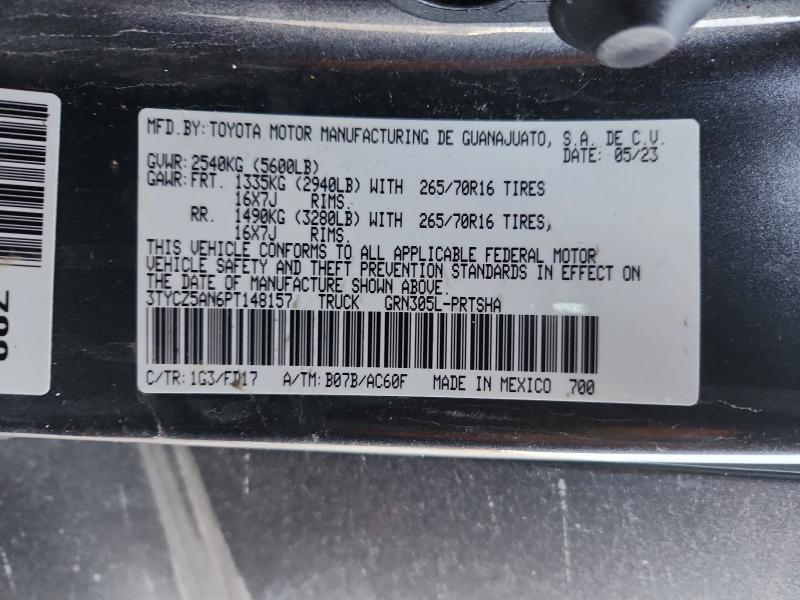 MFD.BY:TOYOTA MOTOR MANUFACTURING DE GUANAJUATO, S.A. DE C.V.
DATE: 05/23
GVWR:2540KG (5600LB)
GAWR:FRT. 1335KG (2940LB) WITH 265/70R16 TIRES
16X7J RIMS.
RR. 1490KG (3280LB) WITH 265/70R16 TIRES,
16X7J RIMS.
THIS VEHICLE CONFORMS TO ALL APPLICABLE FEDERAL MOTOR
VEHICLE SAFETY AND THEFT PREVENTION STANDARDS IN EFFECT ON
THE DATE OF MANUFACTURE SHOWN ABOVE.
3TYCZ5AN6PT148157 TRUCK GRN305L-PRTSHA
C/TR:1G3/FD17 A/TM:B07B/AC60F MADE IN MEXICO 700